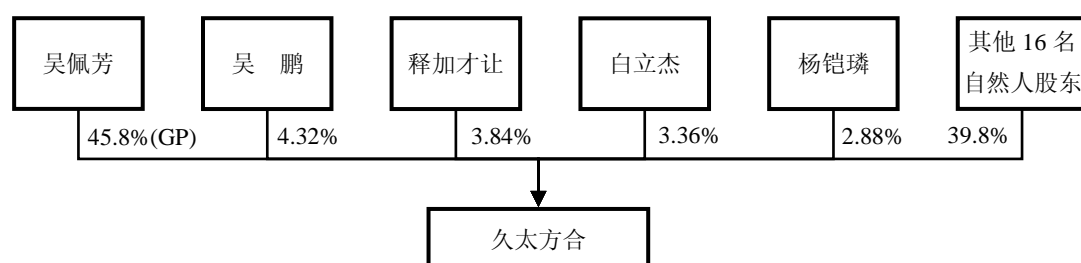 吴佩芳
吴 鹏
释加才让
白立杰
杨铠璘
其他 16 名
自然人股东
45.8%(GP)
4.32%
3.84%
3.36%
2.88%
39.8%
久太方合